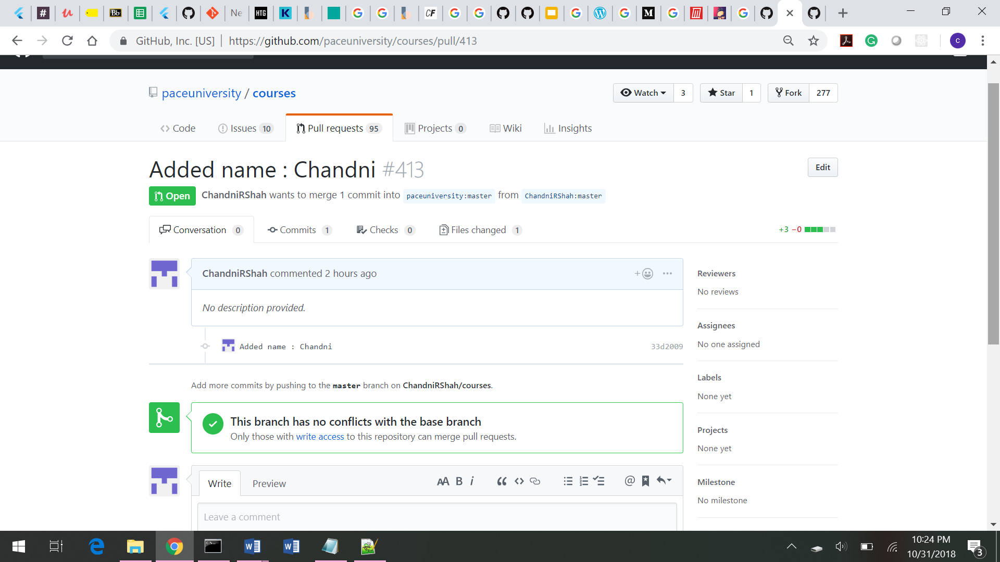 # Bb Ne HTG K CF M
GitHub, Inc. [US] | https://github.com/paceuniversity/courses/pull/413 C
paceuniversity / courses Watch 3 Star 1 Fork 277
Code Issues 10 Pull requests 95 Projects 0 Wiki Insights
Added name : Chandni #413 Edit
Open ChandniRShah wants to merge 1 commit into paceuniversity:master from ChandniRShah:master
Conversation 0 Commits 1 Checks 0 Files changed 1 +3 −0
ChandniRShah commented 2 hours ago
No description provided.
Added name : Chandni 33d2009
Add more commits by pushing to the master branch on ChandniRShah/courses.
This branch has no conflicts with the base branch
Only those with write access to this repository can merge pull requests.
Write Preview AA B i @
Leave a comment
Reviewers
No reviews
Assignees
No one assigned
Labels
None yet
Projects
None yet
Milestone
No milestone
10:24 PM
10/31/2018 3